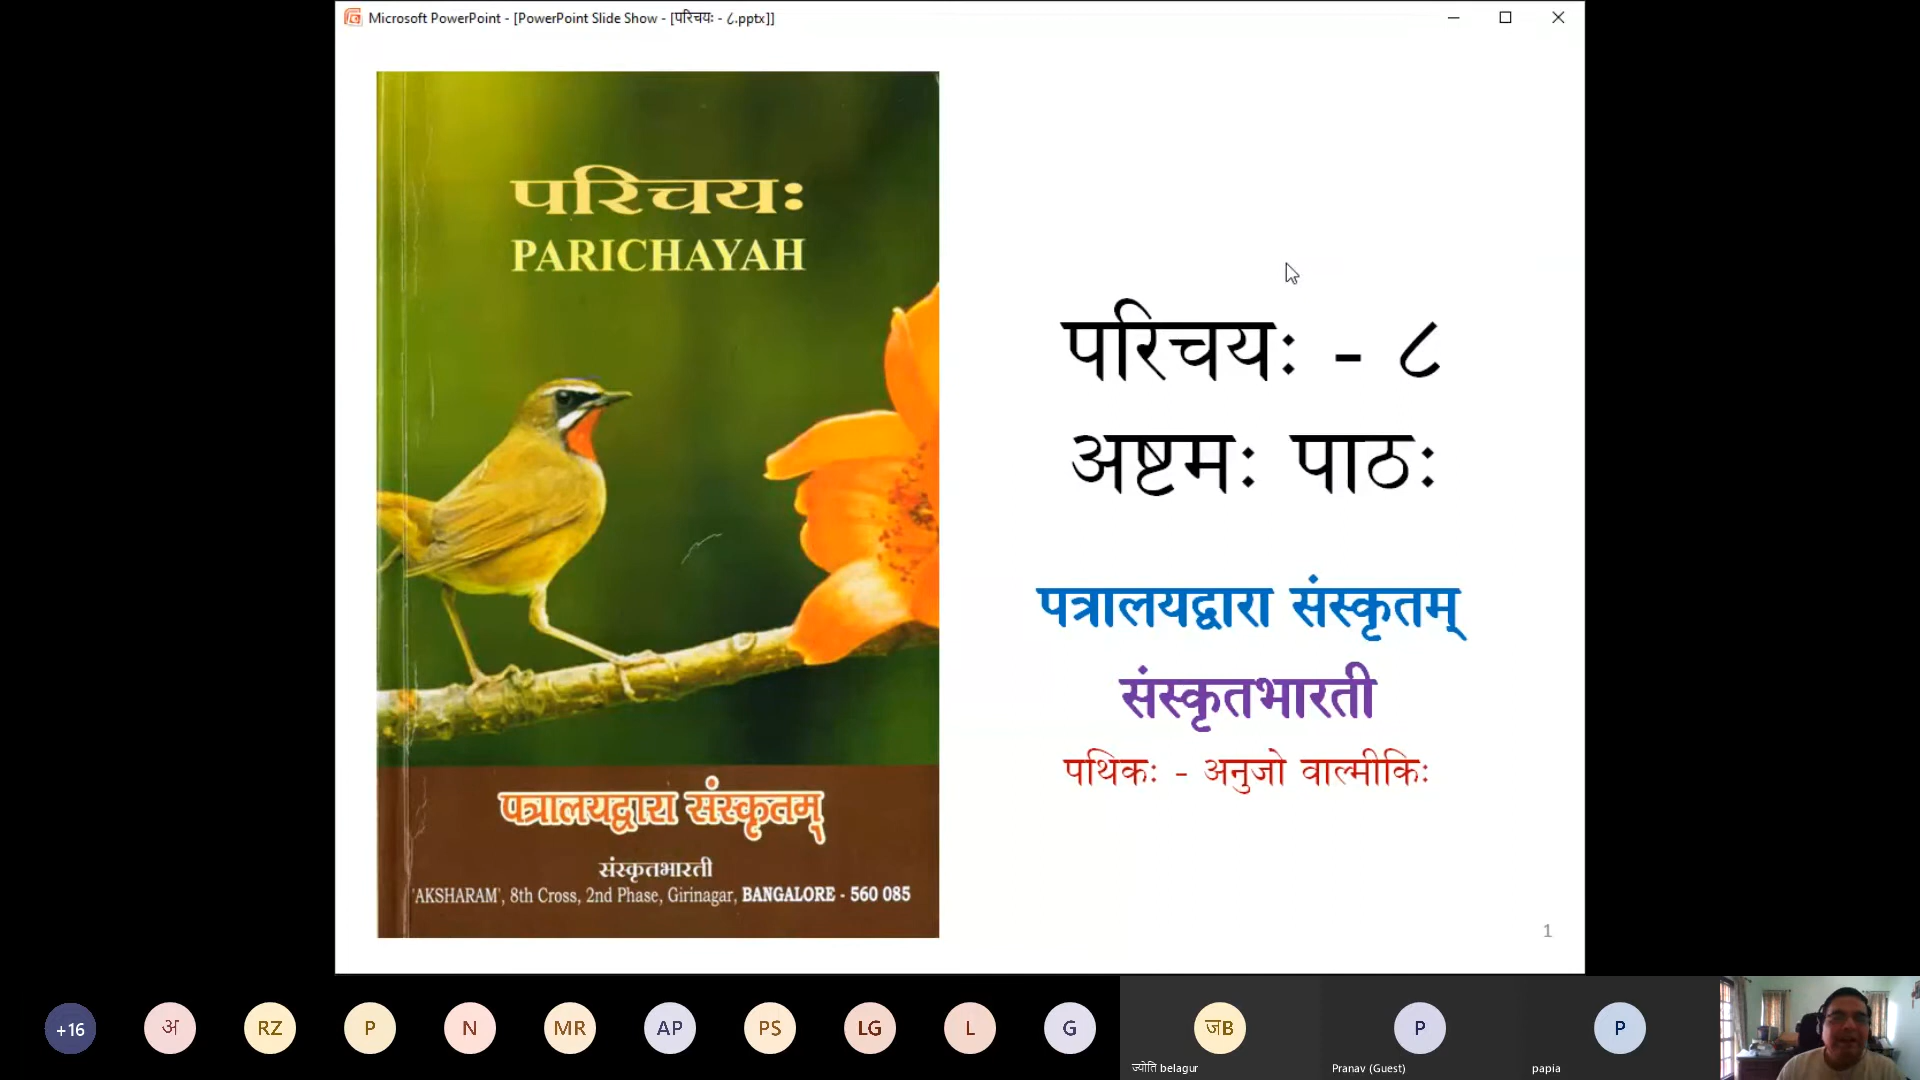 Microsoft PowerPoint - [PowerPoint Slide Show - [परिचयः - ८.pptx]]
परिचयः
PARICHAYAH
पत्रालयद्वारा संस्कृतम्
संस्कृतभारती
'AKSHARAM', 8th Cross, 2nd Phase, Girinagar, BANGALORE - 560 085
परिचयः - ८
अष्टमः पाठः
पत्रालयद्वारा संस्कृतम्
संस्कृतभारती
पथिकः - अनुजो वाल्मीकिः
1
+16
अ
RZ
P
N
MR
AP
PS
LG
L
G
जB
P
P
ज्योति belagur
Pranav (Guest)
papia